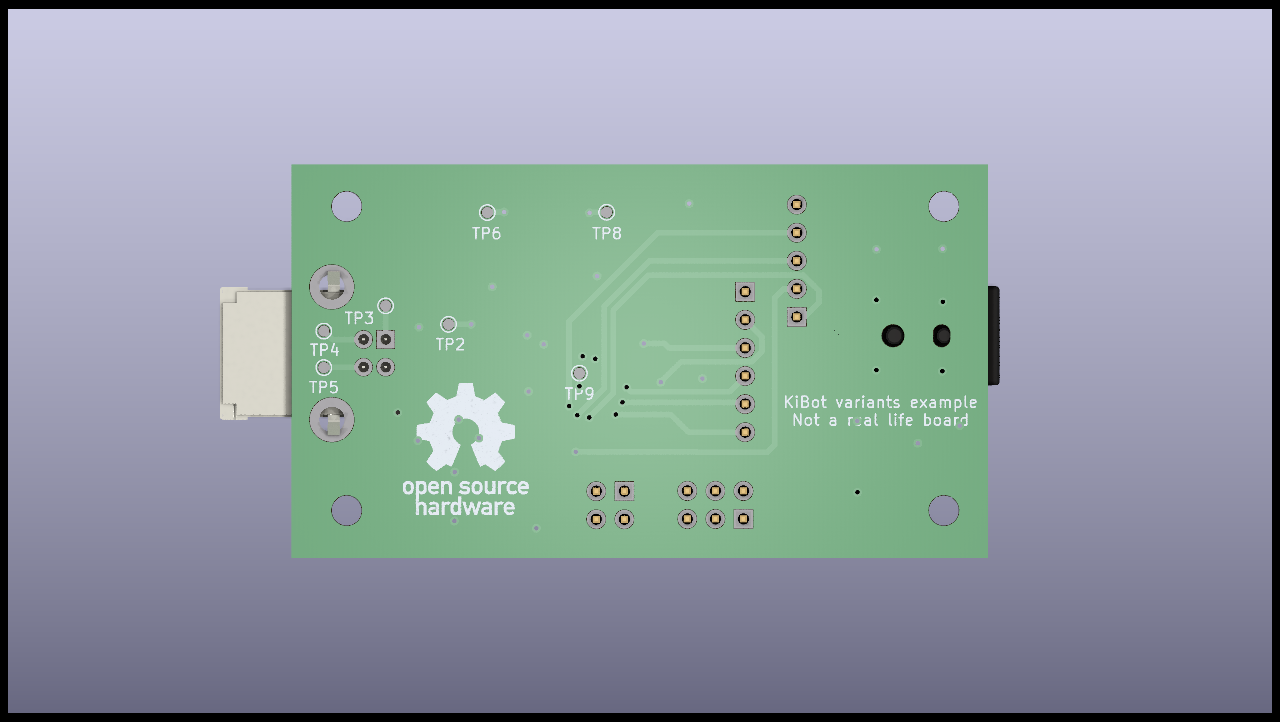 TP6
TP8
TP3
TP4
TP2
TP5
TP9
KiBot variants example
Not a real life board
open source
hardware